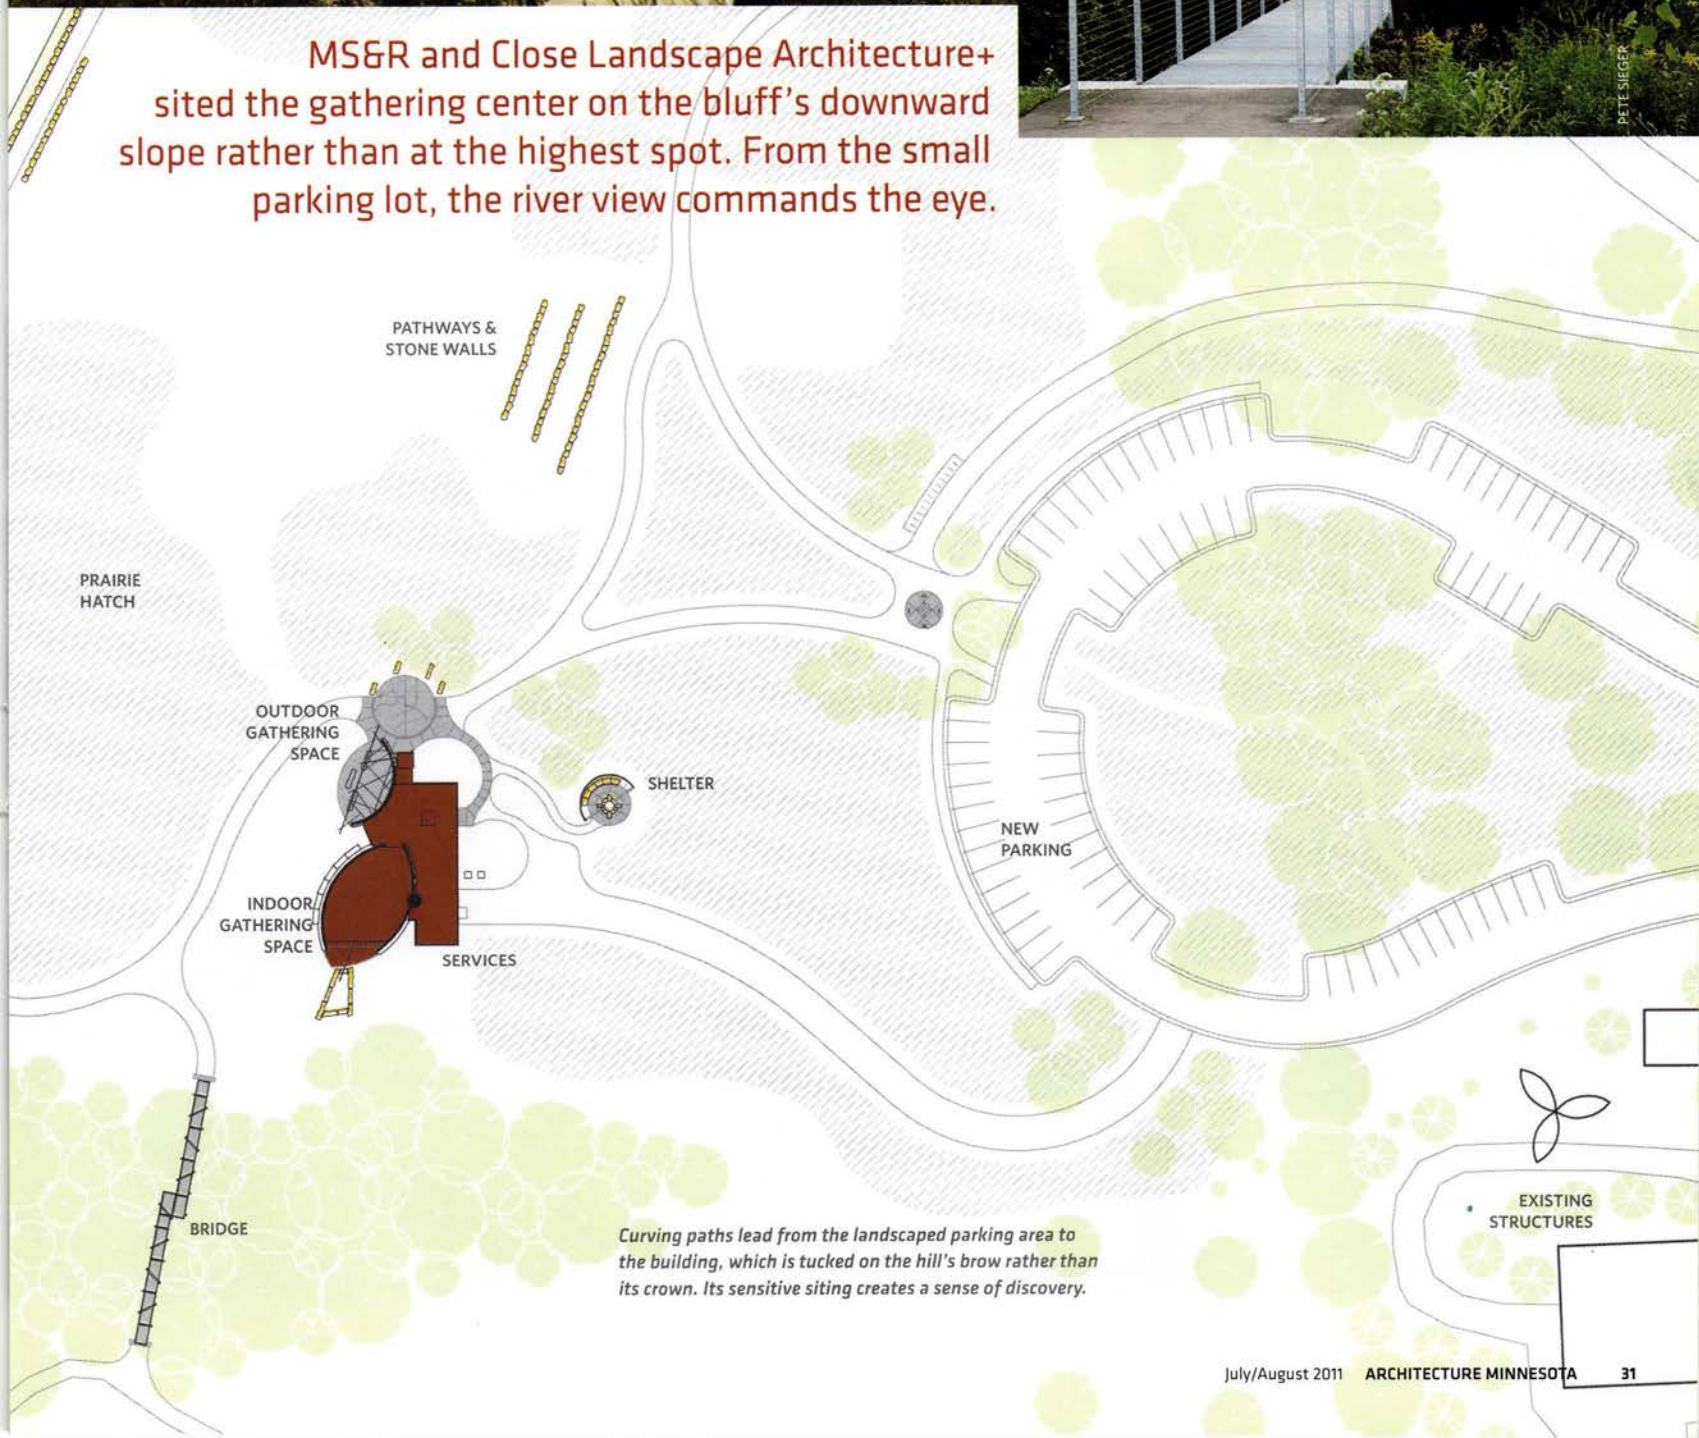 MS&R and Close Landscape Architecture+
sited the gathering center on the bluff's downward
slope rather than at the highest spot. From the small
parking lot, the river view commands the eye.
PETE SIEGER
PATHWAYS &
STONE WALLS
PRAIRIE
HATCH
OUTDOOR
GATHERING
SPACE
SHELTER
NEW
PARKING
INDOOR
GATHERING
SPACE
SERVICES
BRIDGE
EXISTING
STRUCTURES
Curving paths lead from the landscaped parking area to
the building, which is tucked on the hill's brow rather than
its crown. Its sensitive siting creates a sense of discovery.
July/August 2011 ARCHITECTURE MINNESOTA 31